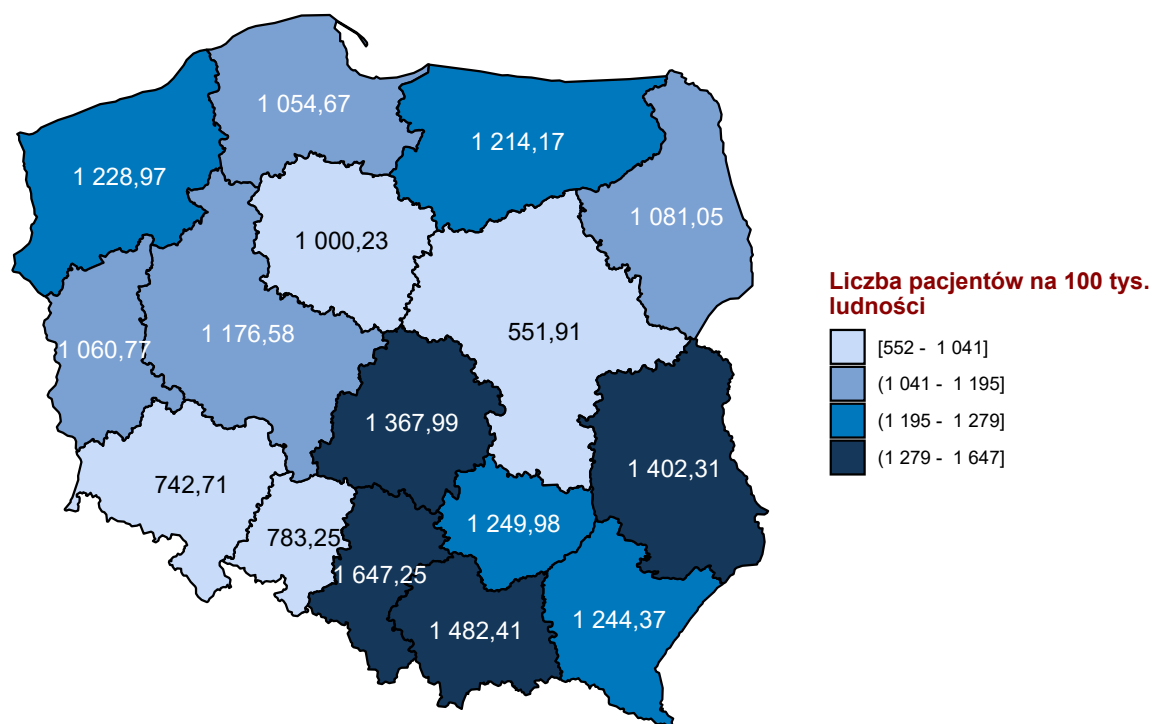 1 054,67
1 214,17
1 228,97
1 081,05
1 000,23
1 176,58
551,91
1 060,77
1 367,99
1 402,31
742,71
1 249,98
783,25
1 647,25
1 482,41
1 244,37
Liczba pacjentów na 100 tys.
ludności
[552 - 1 041]
(1 041 - 1 195]
(1 195 - 1 279]
(1 279 - 1 647]